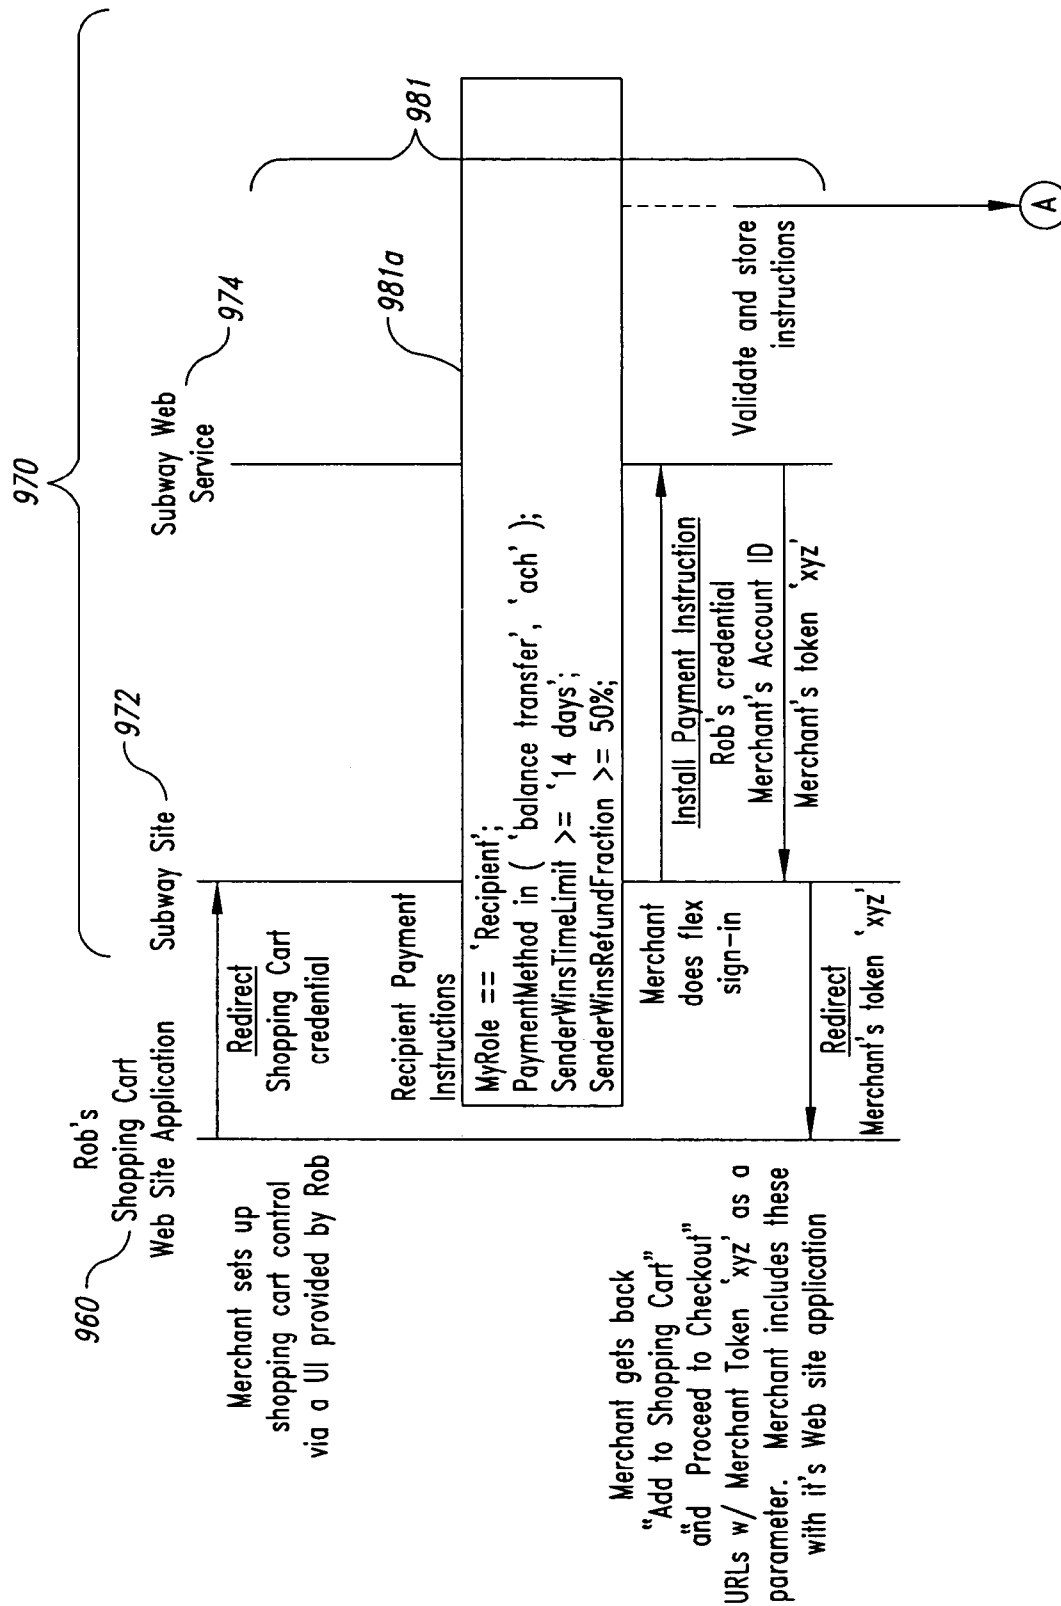 970
Rob's
960
Shopping Cart
Web Site Application
Subway Site
972
Subway Web
Service
974
Merchant sets up
shopping cart control
via a UI provided by Rob
Redirect
Shopping Cart
credential
Recipient Payment
Instructions
981a
981
MyRole == 'Recipient';
PaymentMethod in ( 'balance transfer', 'ach' );
SenderWinsTimeLimit >= '14 days';
SenderWinsRefundFraction >= 50%;
Merchant
does flex
sign-in
Install Payment Instruction
Rob's credential
Merchant's Account ID
Merchant's token 'xyz'
Validate and store
instructions
Merchant gets back
"Add to Shopping Cart"
"and Proceed to Checkout"
URLs w/ Merchant Token 'xyz' as a
parameter. Merchant includes these
with it's Web site application
Redirect
Merchant's token 'xyz'
A